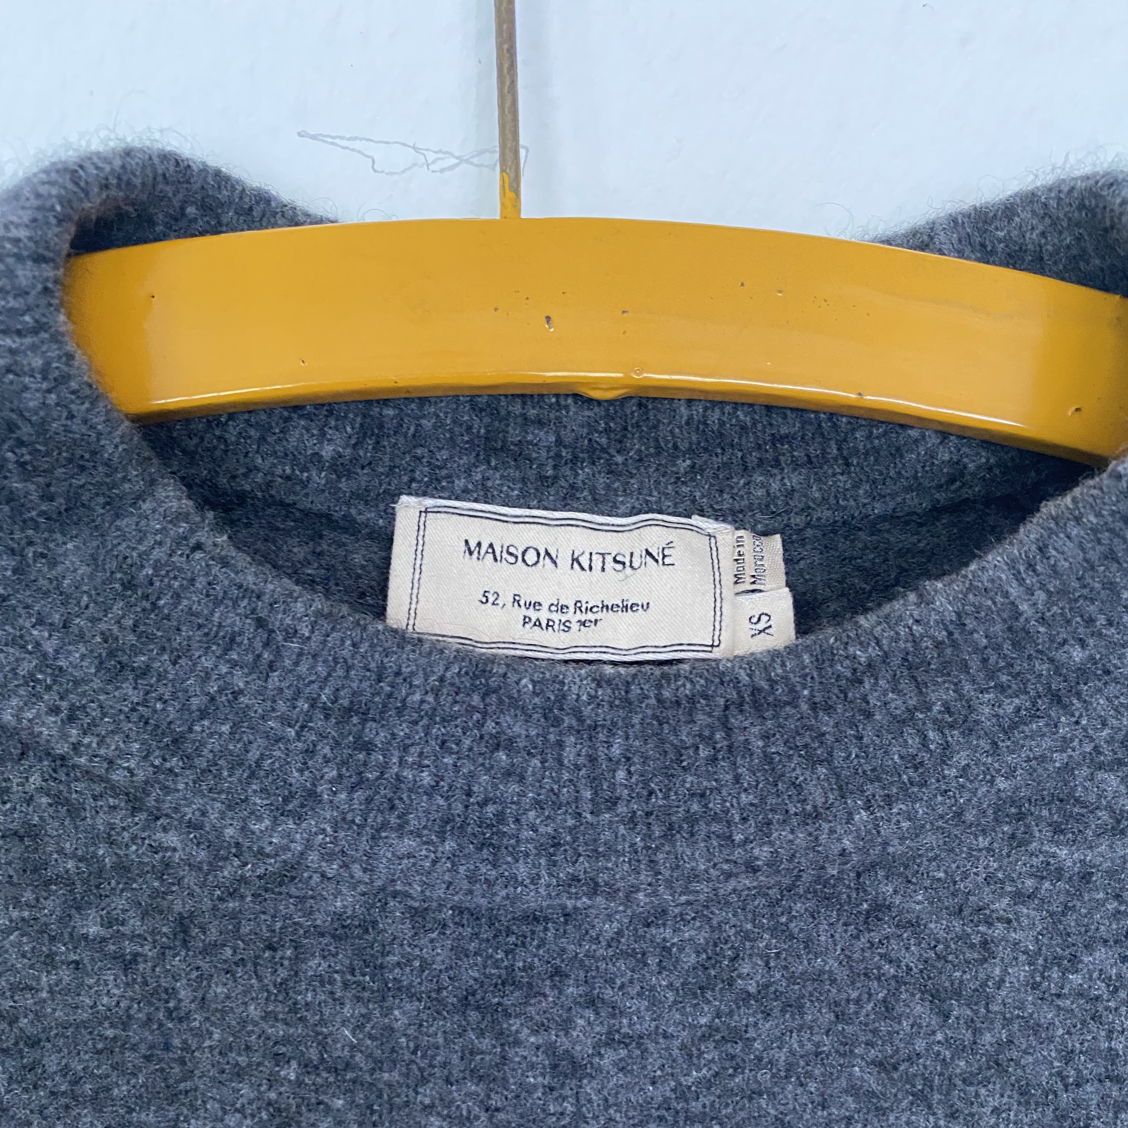 MAISON KITSUNÉ
52, Rue de Richelieu
PARIS 1er
Made in
Morocco
XS